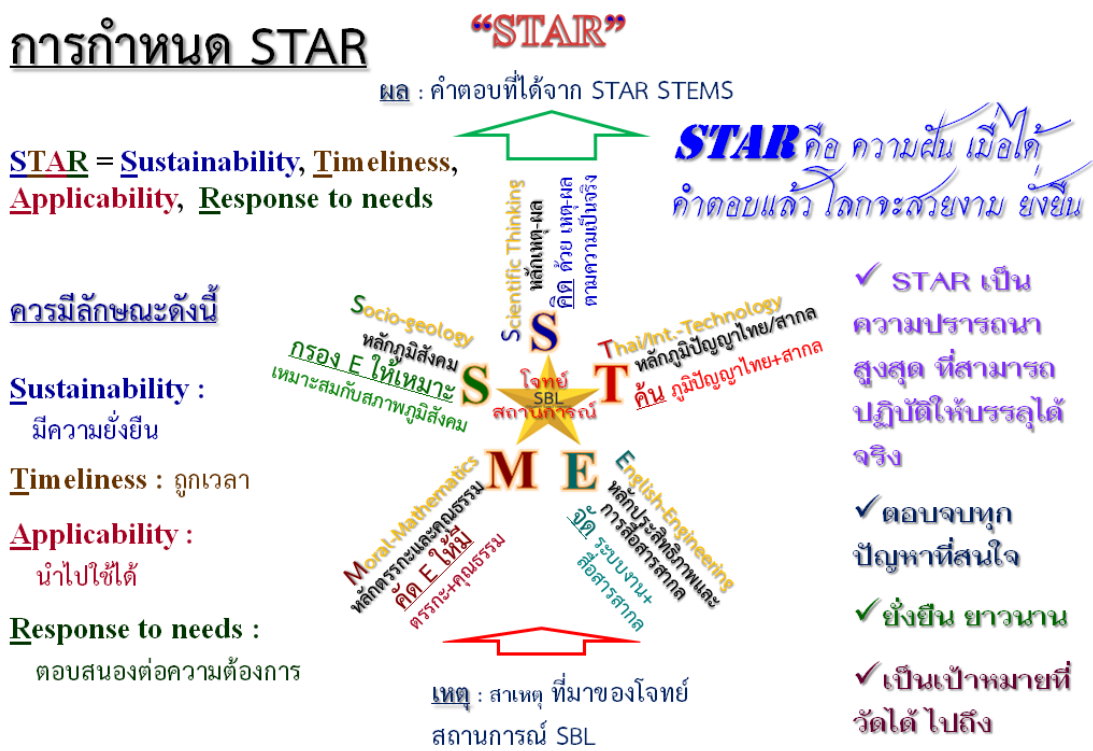 การกำหนด STAR
“STAR”
ผล : คำตอบที่ได้จาก STAR STEMS
STAR = Sustainability, Timeliness,
Applicability, Response to needs
STAR คือ ความฝัน เมื่อได้
คำตอบแล้ว โลกจะสวยงาม ยั่งยืน
ควรมีลักษณะดังนี้
Sustainability :
มีความยั่งยืน
Timeliness : ถูกเวลา
Applicability :
นำไปใช้ได้
Response to needs :
ตอบสนองต่อความต้องการ
Scientific Thinking
หลักเหตุ-ผล
คิด ด้วย เหตุ-ผล
ตามความเป็นจริง
S
Thai/Int.-Technology
หลักภูมิปัญญาไทย/สากล
ค้น ภูมิปัญญาไทย+สากล
T
English-Engineering
หลักประสิทธิภาพและ
การสื่อสารสากล
จัด ระบบงาน+
สื่อสารสากล
E
Moral-Mathematics
หลักตรรกะและคุณธรรม
คัด E ให้มี
ตรรกะ+คุณธรรม
M
Socio-geology
หลักภูมิสังคม
กรอง E ให้เหมาะ
เหมาะสมกับสภาพภูมิสังคม
S
โจทย์
SBL
สถานการณ์
เหตุ : สาเหตุ ที่มาของโจทย์
สถานการณ์ SBL
✓ STAR เป็น
ความปรารถนา
สูงสุด ที่สามารถ
ปฏิบัติให้บรรลุได้
จริง
✓ ตอบจบทุก
ปัญหาที่สนใจ
✓ ยั่งยืน ยาวนาน
✓ เป็นเป้าหมายที่
วัดได้ ไปถึง